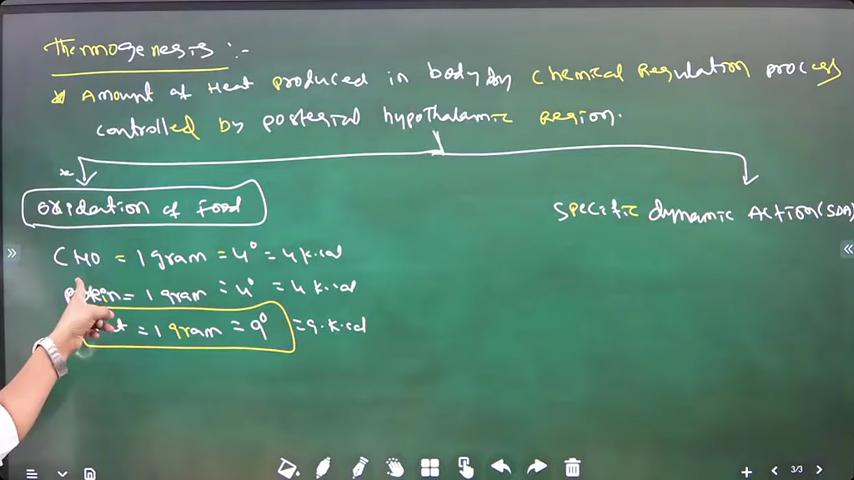 Thermogenesis :-
* Amount of Heat produced in body by chemical Regulation process
controlled by posterial hypothalamic Region.
*
oxidation of food
specific dynamic Action (SDA)
CHO = 1 gram = 4° = 4 k.cal
= 1 gram = 4° = 4 k.cal
= 1 gram = 9° = 9.k.cal
3/3